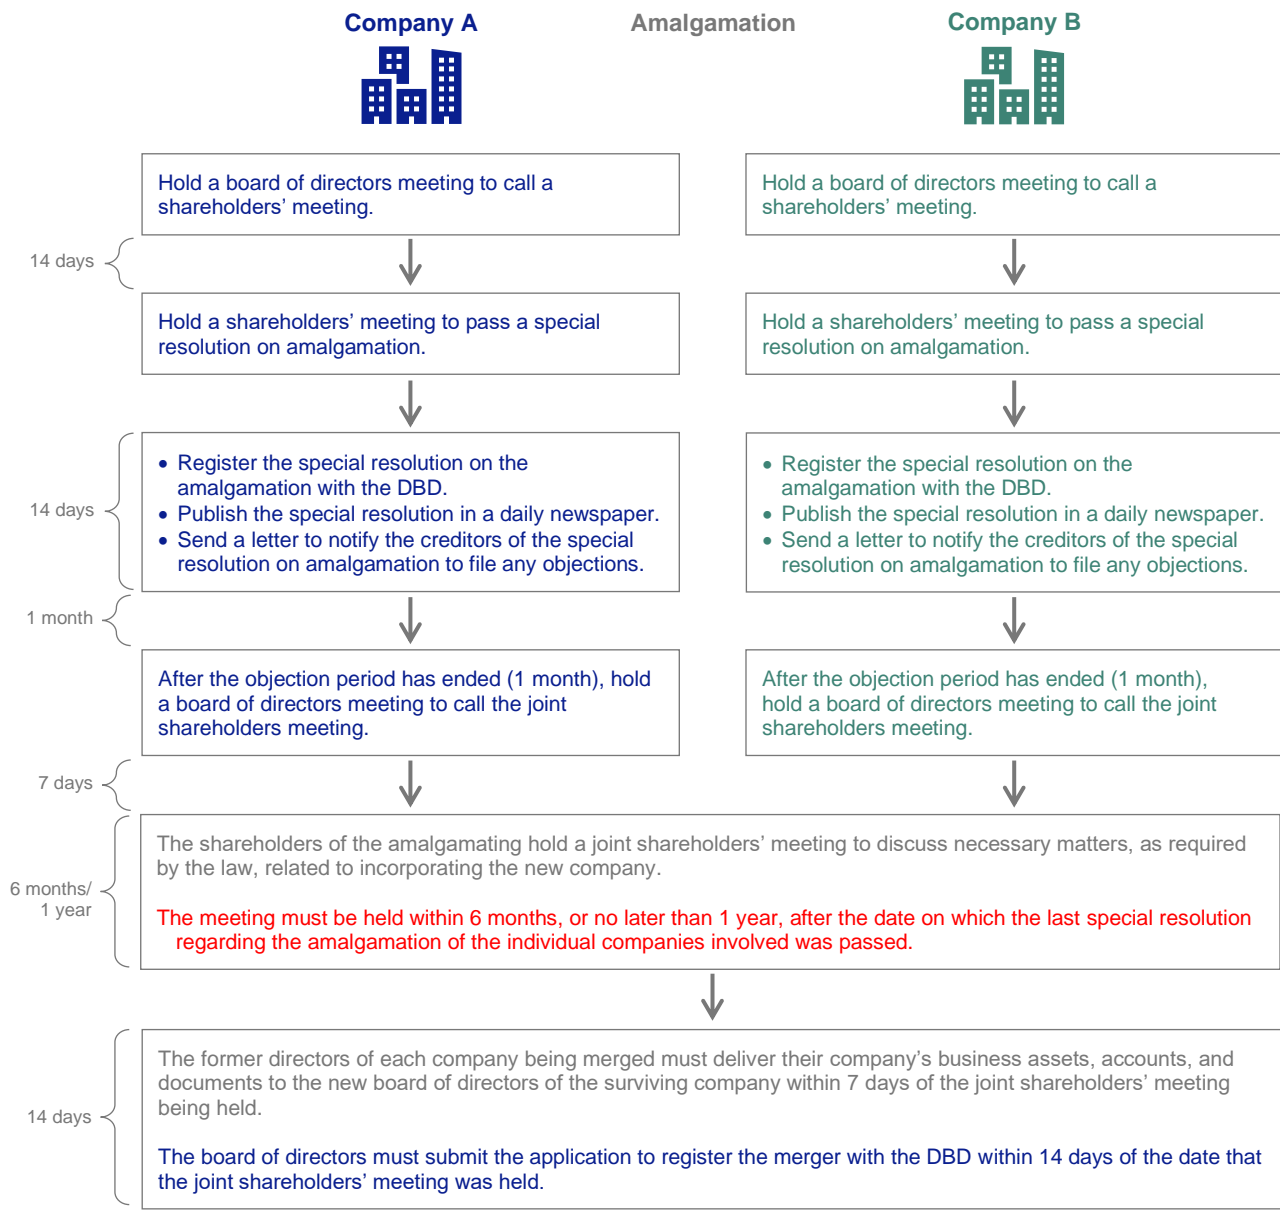 Company A
Amalgamation
Company B
Hold a board of directors meeting to call a
shareholders’ meeting.
Hold a board of directors meeting to call a
shareholders’ meeting.
14 days
Hold a shareholders’ meeting to pass a special
resolution on amalgamation.
Hold a shareholders’ meeting to pass a special
resolution on amalgamation.
14 days
• Register the special resolution on the
amalgamation with the DBD.
• Publish the special resolution in a daily newspaper.
• Send a letter to notify the creditors of the special
resolution on amalgamation to file any objections.
• Register the special resolution on the
amalgamation with the DBD.
• Publish the special resolution in a daily newspaper.
• Send a letter to notify the creditors of the special
resolution on amalgamation to file any objections.
1 month
After the objection period has ended (1 month), hold
a board of directors meeting to call the joint
shareholders meeting.
After the objection period has ended (1 month),
hold a board of directors meeting to call the joint
shareholders meeting.
7 days
6 months/
1 year
The shareholders of the amalgamating hold a joint shareholders’ meeting to discuss necessary matters, as required
by the law, related to incorporating the new company.
The meeting must be held within 6 months, or no later than 1 year, after the date on which the last special resolution
regarding the amalgamation of the individual companies involved was passed.
14 days
The former directors of each company being merged must deliver their company’s business assets, accounts, and
documents to the new board of directors of the surviving company within 7 days of the joint shareholders’ meeting
being held.
The board of directors must submit the application to register the merger with the DBD within 14 days of the date that
the joint shareholders’ meeting was held.